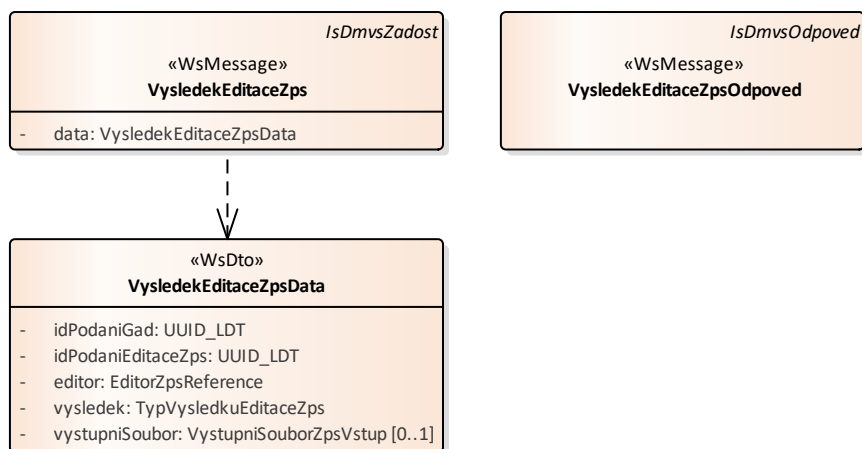 IsDmvsZadost
«WsMessage»
VysledekEditaceZps
- data: VysledekEditaceZpsData
IsDmvsOdpoved
«WsMessage»
VysledekEditaceZpsOdpoved
«WsDto»
VysledekEditaceZpsData
- idPodaniGad: UUID_LDT
- idPodaniEditaceZps: UUID_LDT
- editor: EditorZpsReference
- vysledek: TypVysledkuEditaceZps
- vystupniSoubor: VystupniSouborZpsVstup [0..1]